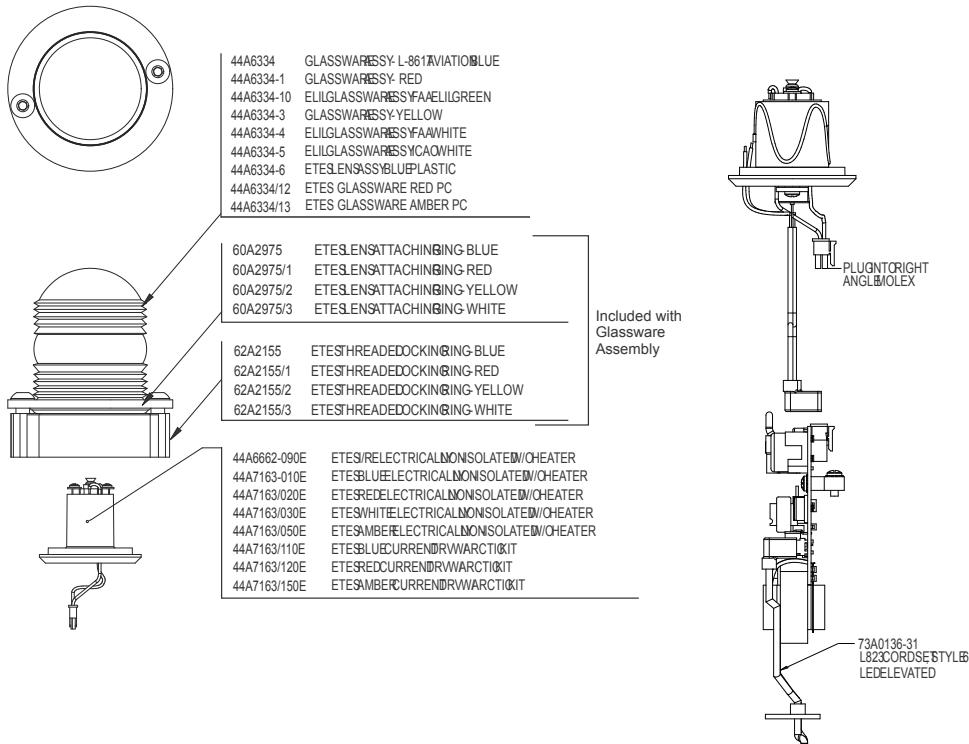 44A6334 GLASSWARE ASSY- L-861T AVIATION BLUE
44A6334-1 GLASSWARE ASSY- RED
44A6334-10 ELIL GLASSWARE ASSY FAA ELIL GREEN
44A6334-3 GLASSWARE ASSY- YELLOW
44A6334-4 ELIL GLASSWARE ASSY FAA WHITE
44A6334-5 ELIL GLASSWARE ASSY ICAO WHITE
44A6334-6 ETES LENS ASSY BLUE PLASTIC
44A6334/12 ETES GLASSWARE RED PC
44A6334/13 ETES GLASSWARE AMBER PC
60A2975 ETES LENS ATTACHING RING- BLUE
60A2975/1 ETES LENS ATTACHING RING- RED
60A2975/2 ETES LENS ATTACHING RING- YELLOW
60A2975/3 ETES LENS ATTACHING RING- WHITE
Included with
Glassware
Assembly
62A2155 ETES THREADED LOCKING RING- BLUE
62A2155/1 ETES THREADED LOCKING RING- RED
62A2155/2 ETES THREADED LOCKING RING- YELLOW
62A2155/3 ETES THREADED LOCKING RING- WHITE
44A6662-090E ETES I/R ELECTRICALLY NON ISOLATED W/O HEATER
44A7163-010E ETES BLUE ELECTRICALLY NON ISOLATED W/O HEATER
44A7163/020E ETES RED ELECTRICALLY NON ISOLATED W/O HEATER
44A7163/030E ETES WHITE ELECTRICALLY NON ISOLATED W/O HEATER
44A7163/050E ETES AMBER ELECTRICALLY NON ISOLATED W/O HEATER
44A7163/110E ETES BLUE CURRENT DRV W ARCTIC KIT
44A7163/120E ETES RED CURRENT DRV W ARCTIC KIT
44A7163/150E ETES AMBER CURRENT DRV W ARCTIC KIT
PLUG INTO RIGHT
ANGLE MOLEX
73A0136-31
L823 CORDSET, STYLE 6
LED ELEVATED